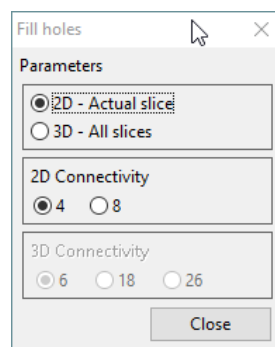 Fill holes
Parameters
2D - Actual slice
3D - All slices
2D Connectivity
4 8
3D Connectivity
6 18 26
Close